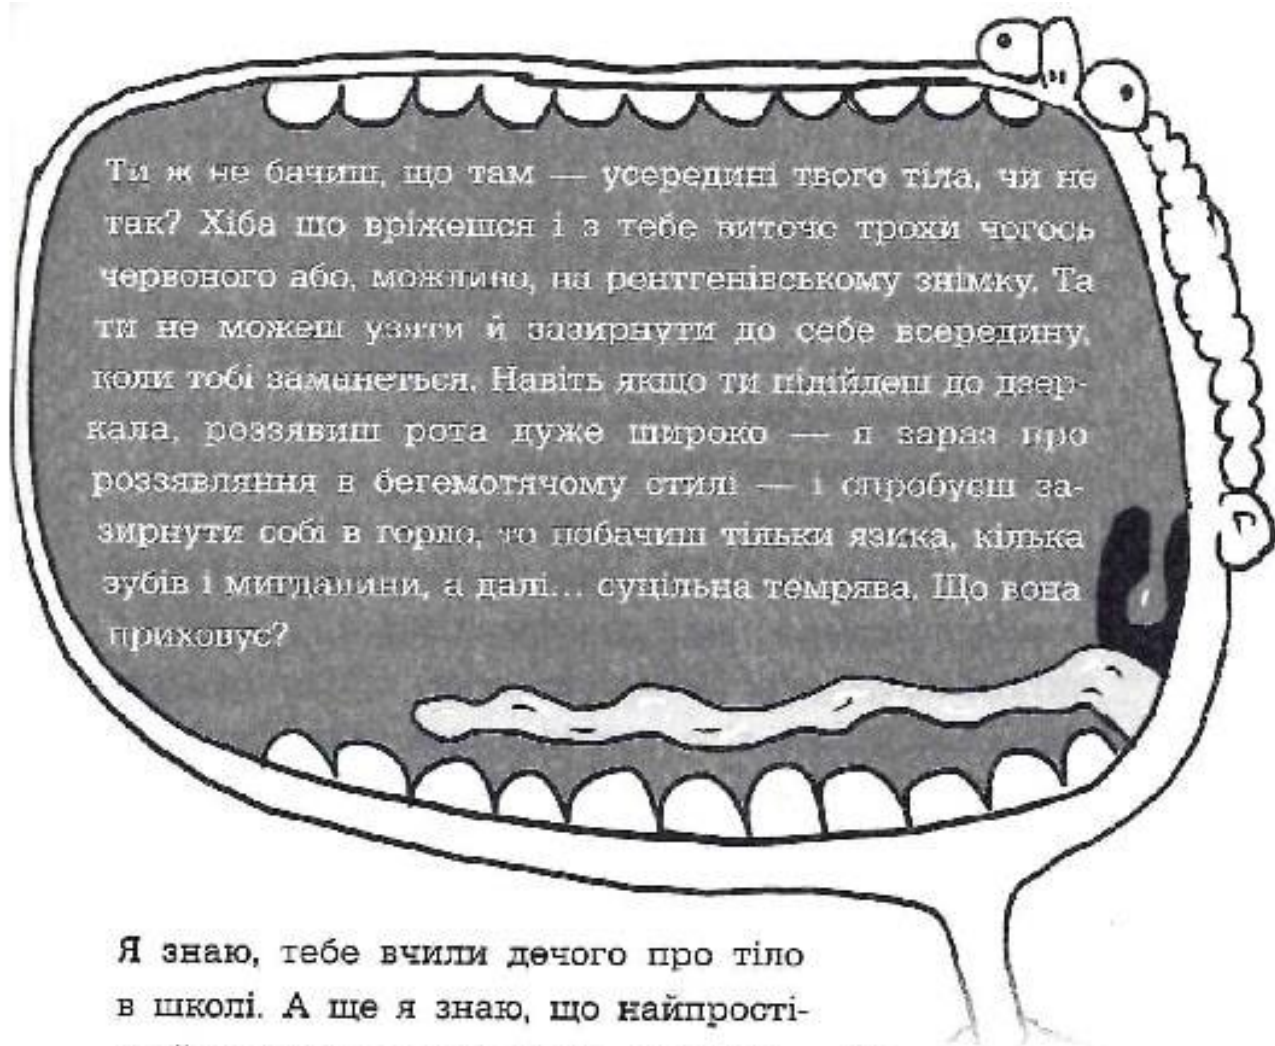 Ти ж не бачиш, що там — усередині твого тіла, чи не
так? Хіба що вріжешся і з тебе виточе трохи чогось
червоного або, можливо, на рентгенівському знімку. Та
ти не можеш узяти й зазирнути до себе всередину,
коли тобі заманеться. Навіть якщо ти підійдеш до дзер-
кала, роззявиш рота дуже широко — я зараз про
роззявляння в бегемотячому стилі — і спробуєш за-
зирнути собі в горло, то побачиш тільки язика, кілька
зубів і мигдалини, а далі... суцільна темрява. Що вона
приховує?
Я знаю, тебе вчили дечого про тіло
в школі. А ще я знаю, що найпрості-